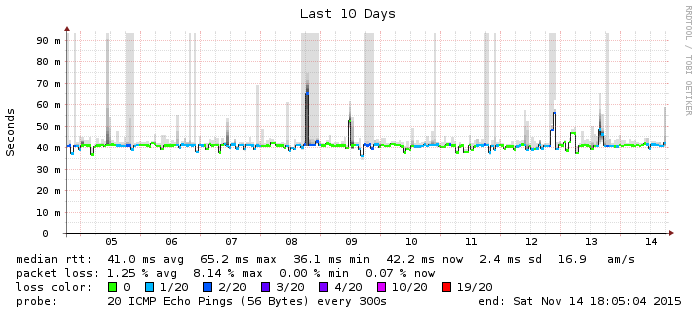 Last 10 Days
RRDTOOL / TOBI OETIKER
Seconds
90 m
80 m
70 m
60 m
50 m
40 m
30 m
20 m
10 m
0
05 06 07 08 09 10 11 12 13 14
median rtt: 41.0 ms avg 65.2 ms max 36.1 ms min 42.2 ms now 2.4 ms sd 16.9 am/s
packet loss: 1.25 % avg 8.14 % max 0.00 % min 0.07 % now
loss color: 0 1/20 2/20 3/20 4/20 10/20 19/20
probe: 20 ICMP Echo Pings (56 Bytes) every 300s end: Sat Nov 14 18:05:04 2015